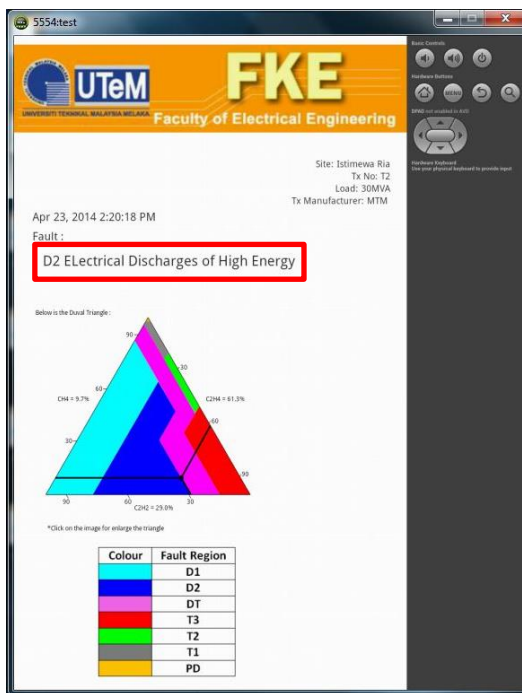 5554:test
UTeM
UNIVERSITI TEKNIKAL MALAYSIA MELAKA
FKE
Faculty of Electrical Engineering
Site: Istimewa Ria
Tx No: T2
Load: 30MVA
Tx Manufacturer: MTM
Apr 23, 2014 2:20:18 PM
Fault :
D2 ELectrical Discharges of High Energy
Below is the Duval Triangle :
90
30
60
CH4 = 9.7%
C2H4 = 61.3%
60
30
90
90
60
30
C2H2 = 29.0%
*Click on the image for enlarge the triangle
Colour Fault Region
D1
D2
DT
T3
T2
T1
PD
Basic Controls
Hardware Buttons
MENU
DPAD not enabled in AVD
Hardware Keyboard
Use your physical keyboard to provide input